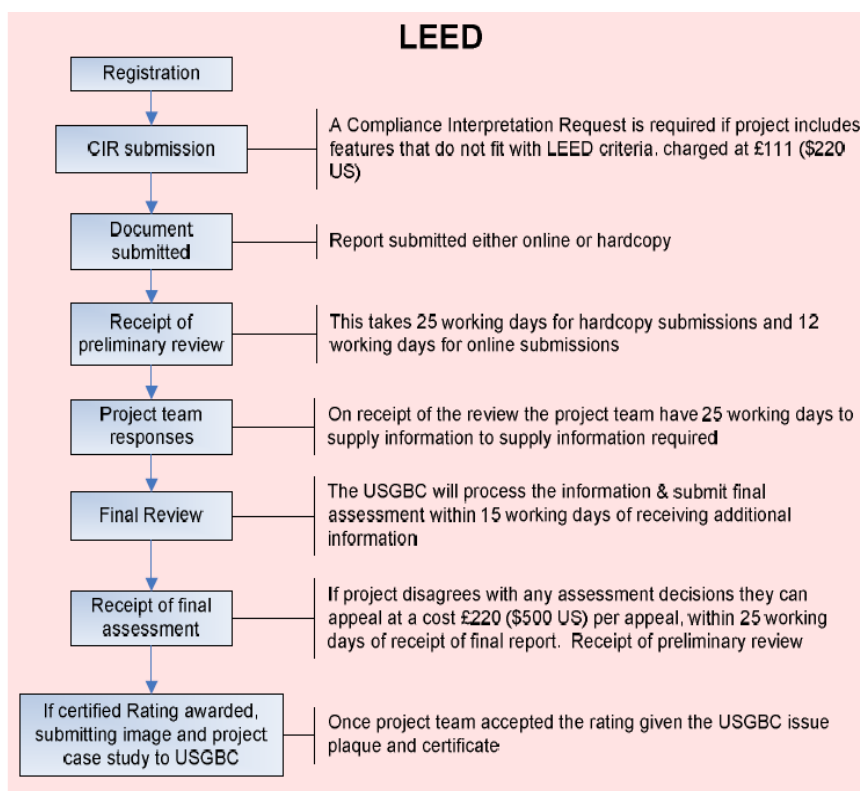 LEED
Registration
CIR submission
A Compliance Interpretation Request is required if project includes
features that do not fit with LEED criteria. charged at £111 ($220
US)
Document
submitted
Report submitted either online or hardcopy
Receipt of
preliminary review
This takes 25 working days for hardcopy submissions and 12
working days for online submissions
Project team
responses
On receipt of the review the project team have 25 working days to
supply information to supply information required
Final Review
The USGBC will process the information & submit final
assessment within 15 working days of receiving additional
information
Receipt of final
assessment
If project disagrees with any assessment decisions they can
appeal at a cost £220 ($500 US) per appeal, within 25 working
days of receipt of final report.  Receipt of preliminary review
If certified Rating awarded,
submitting image and project
case study to USGBC
Once project team accepted the rating given the USGBC issue
plaque and certificate